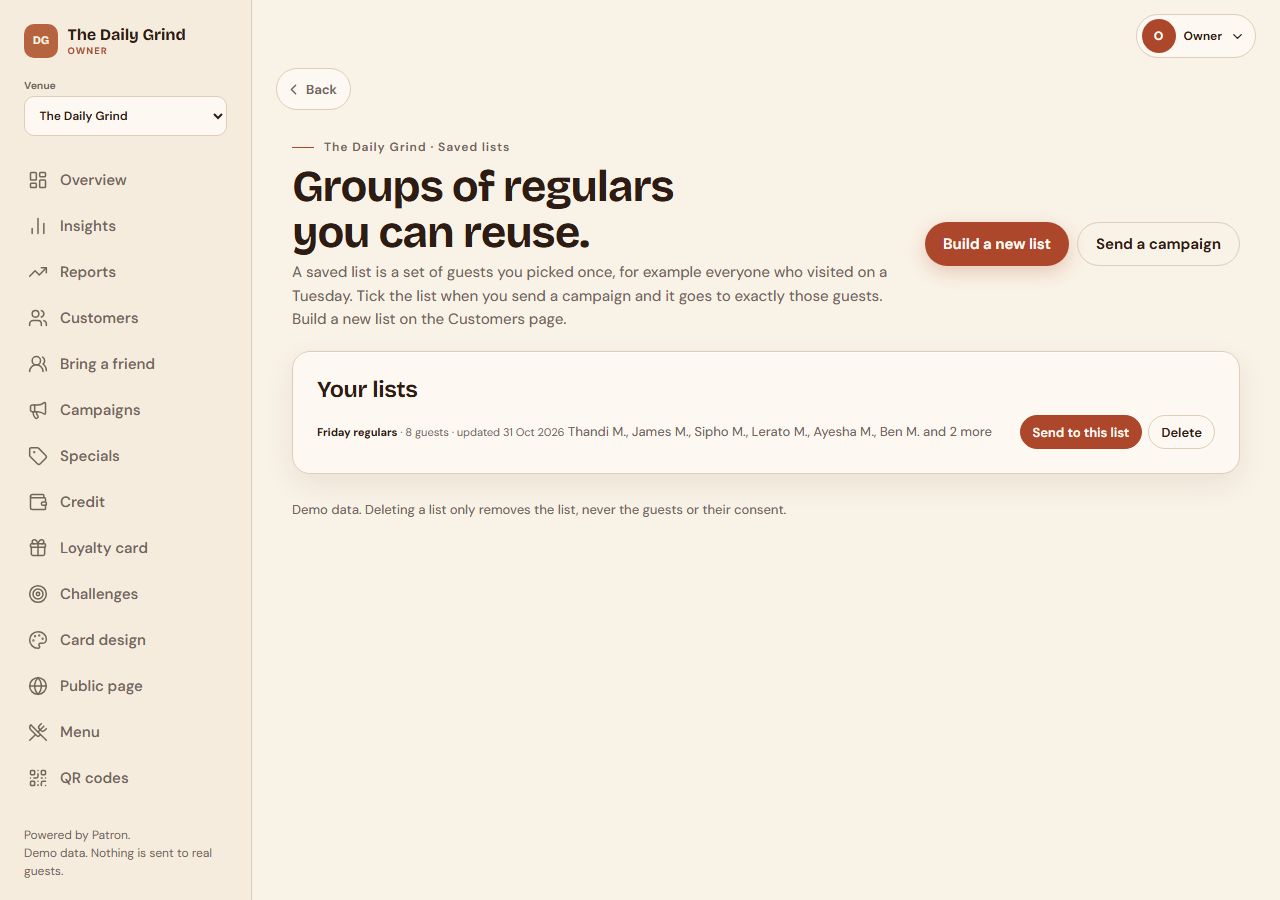 DG
The Daily Grind
OWNER
Venue
The Daily Grind
Overview
Insights
Reports
Customers
Bring a friend
Campaigns
Specials
Credit
Loyalty card
Challenges
Card design
Public page
Menu
QR codes
Powered by Patron.
Demo data. Nothing is sent to real
guests.
O
Owner
Back
The Daily Grind · Saved lists
Groups of regulars
you can reuse.
A saved list is a set of guests you picked once, for example everyone who visited on a
Tuesday. Tick the list when you send a campaign and it goes to exactly those guests.
Build a new list on the Customers page.
Build a new list
Send a campaign
Your lists
Friday regulars · 8 guests · updated 31 Oct 2026 Thandi M., James M., Sipho M., Lerato M., Ayesha M., Ben M. and 2 more
Send to this list
Delete
Demo data. Deleting a list only removes the list, never the guests or their consent.